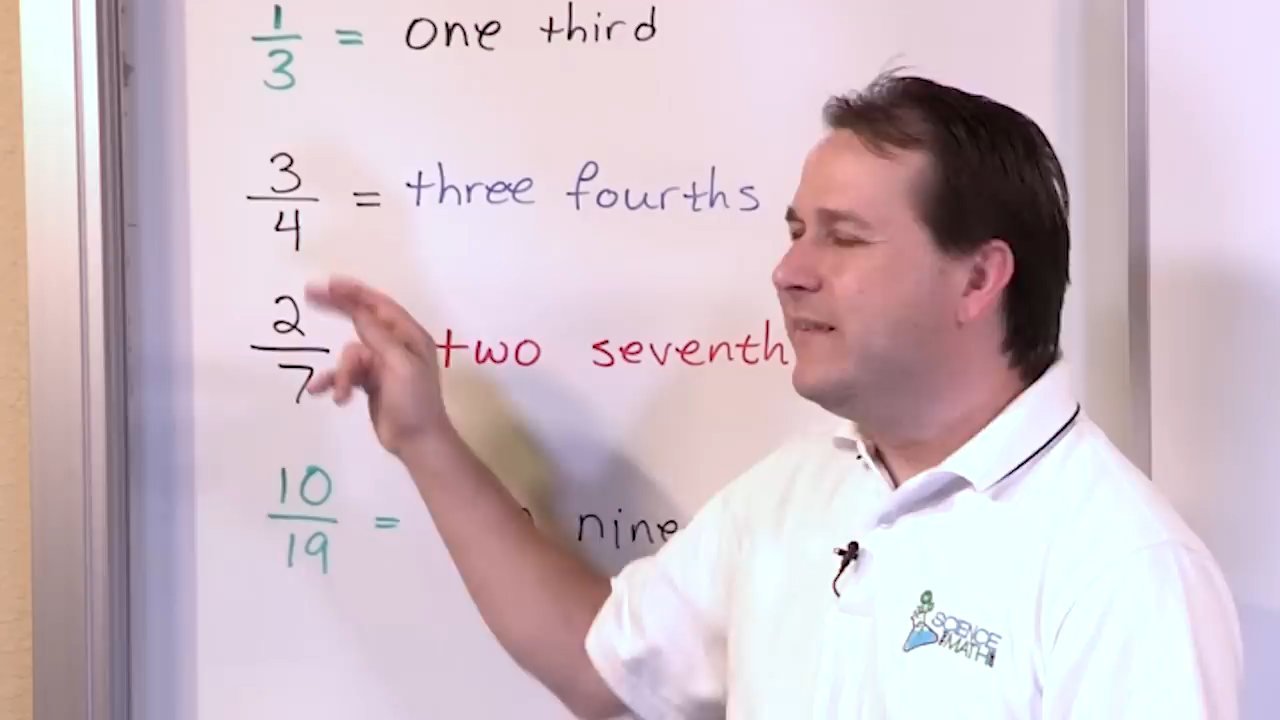 1/3 = one third
3/4 = three fourths
2/7 two seventh
10/19 = nine
SCIENCE
MATH